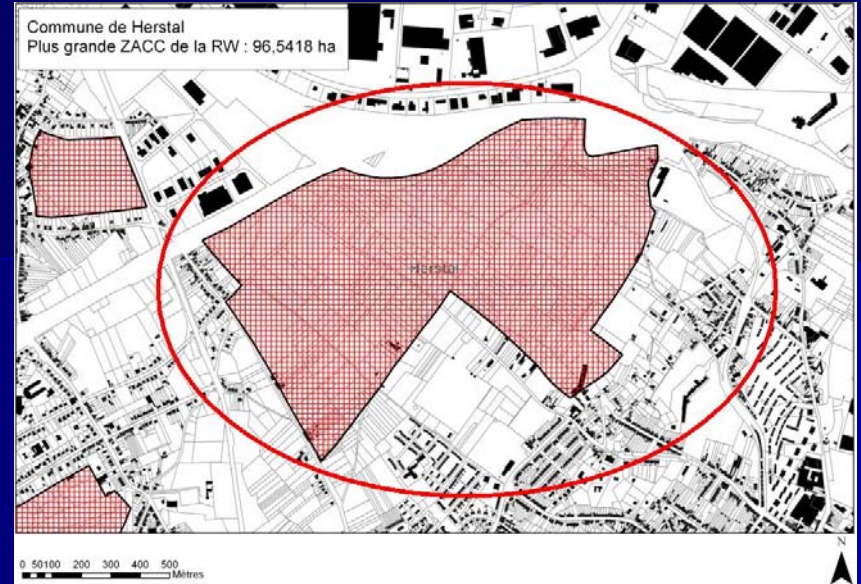 Commune de Herstal
Plus grande ZACC de la RW : 96,5418 ha
Herstal
N
0 50100 200 300 400 500
Mètres